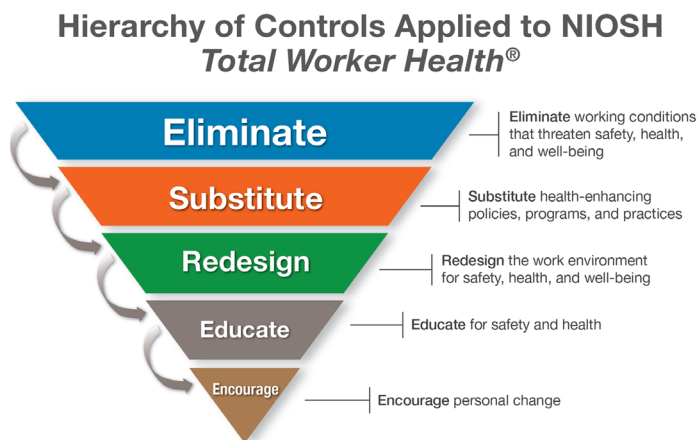 Hierarchy of Controls Applied to NIOSH
Total Worker Health®
Eliminate
Eliminate working conditions
that threaten safety, health,
and well-being
Substitute
Substitute health-enhancing
policies, programs, and practices
Redesign
Redesign the work environment
for safety, health, and well-being
Educate
Educate for safety and health
Encourage
Encourage personal change